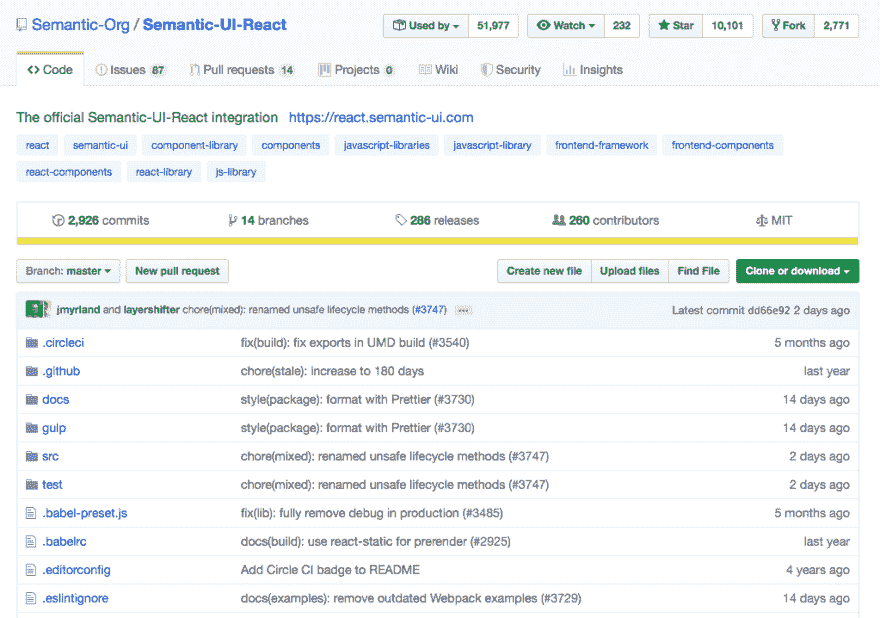 Semantic-Org / Semantic-UI-React Used by 51,977 Watch 232 Star 10,101 Fork 2,771
Code Issues 87 Pull requests 14 Projects 0 Wiki Security Insights
The official Semantic-UI-React integration https://react.semantic-ui.com
react semantic-ui component-library components javascript-libraries javascript-library frontend-framework frontend-components
react-components react-library js-library
2,926 commits 14 branches 286 releases 260 contributors MIT
Branch: master New pull request Create new file Upload files Find File Clone or download
jmyrland and layershifter chore(mixed): renamed unsafe lifecycle methods (#3747) ... Latest commit dd66e92 2 days ago
.circleci fix(build): fix exports in UMD build (#3540) 5 months ago
.github chore(stale): increase to 180 days last year
docs style(package): format with Prettier (#3730) 14 days ago
gulp style(package): format with Prettier (#3730) 14 days ago
src chore(mixed): renamed unsafe lifecycle methods (#3747) 2 days ago
test chore(mixed): renamed unsafe lifecycle methods (#3747) 2 days ago
.babel-preset.js fix(lib): fully remove debug in production (#3485) 5 months ago
.babelrc docs(build): use react-static for prerender (#2925) last year
.editorconfig Add Circle CI badge to README 4 years ago
.eslintignore docs(examples): remove outdated Webpack examples (#3729) 14 days ago